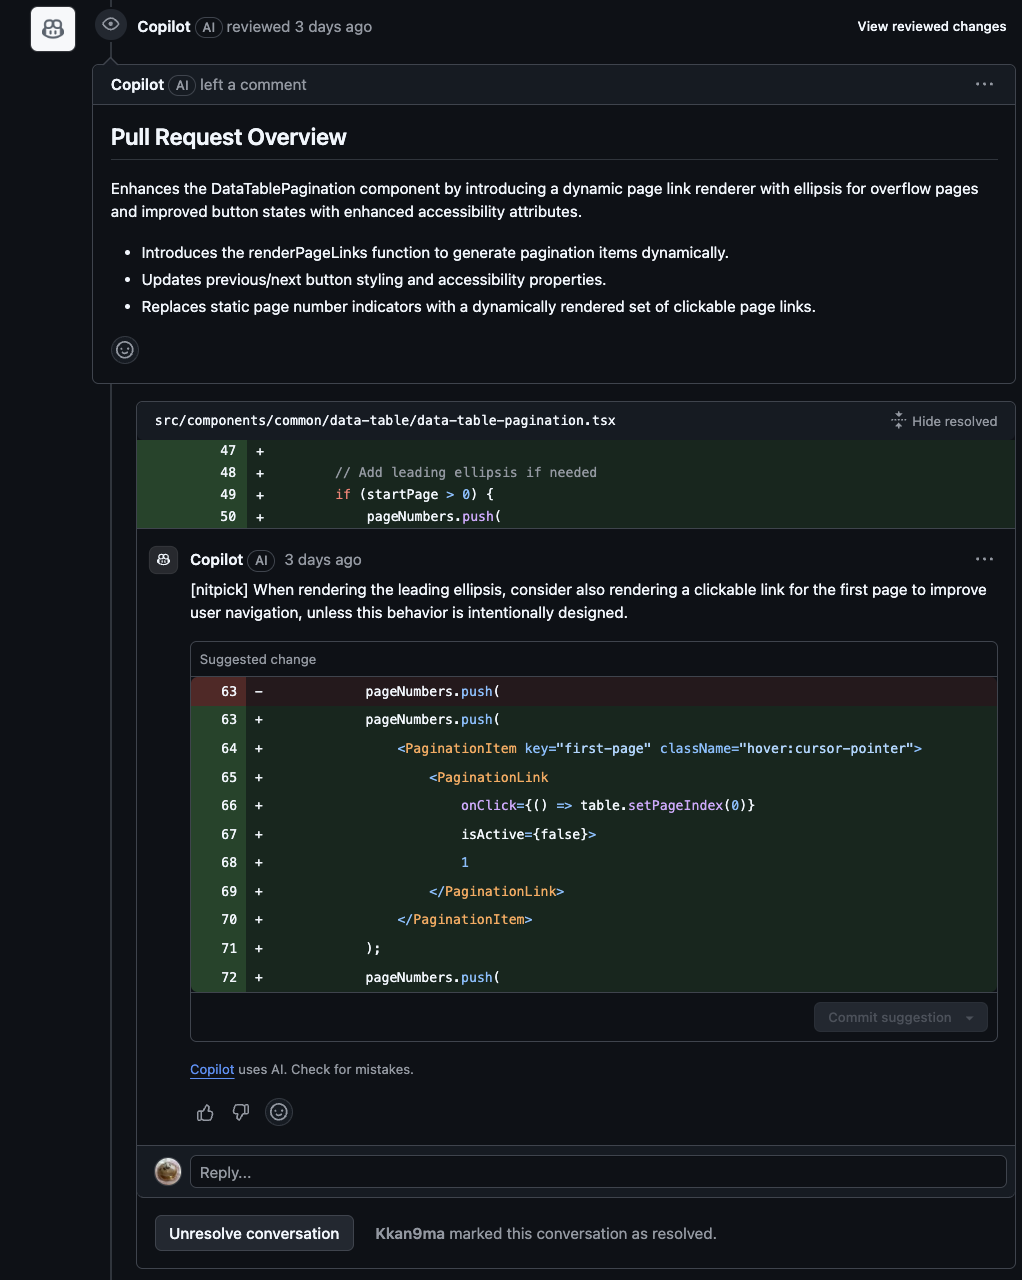 Copilot AI reviewed 3 days ago
View reviewed changes
Copilot AI left a comment
Pull Request Overview
Enhances the DataTablePagination component by introducing a dynamic page link renderer with ellipsis for overflow pages
and improved button states with enhanced accessibility attributes.
• Introduces the renderPageLinks function to generate pagination items dynamically.
• Updates previous/next button styling and accessibility properties.
• Replaces static page number indicators with a dynamically rendered set of clickable page links.
src/components/common/data-table/data-table-pagination.tsx
Hide resolved
47 +
48 + // Add leading ellipsis if needed
49 + if (startPage > 0) {
50 + pageNumbers.push(
Copilot AI 3 days ago
[nitpick] When rendering the leading ellipsis, consider also rendering a clickable link for the first page to improve
user navigation, unless this behavior is intentionally designed.
Suggested change
63 - pageNumbers.push(
63 + pageNumbers.push(
64 + <PaginationItem key="first-page" className="hover:cursor-pointer">
65 + <PaginationLink
66 + onClick={() => table.setPageIndex(0)}
67 + isActive={false}>
68 + 1
69 + </PaginationLink>
70 + </PaginationItem>
71 + );
72 + pageNumbers.push(
Commit suggestion
Copilot uses AI. Check for mistakes.
Reply...
Unresolve conversation
Kkan9ma marked this conversation as resolved.